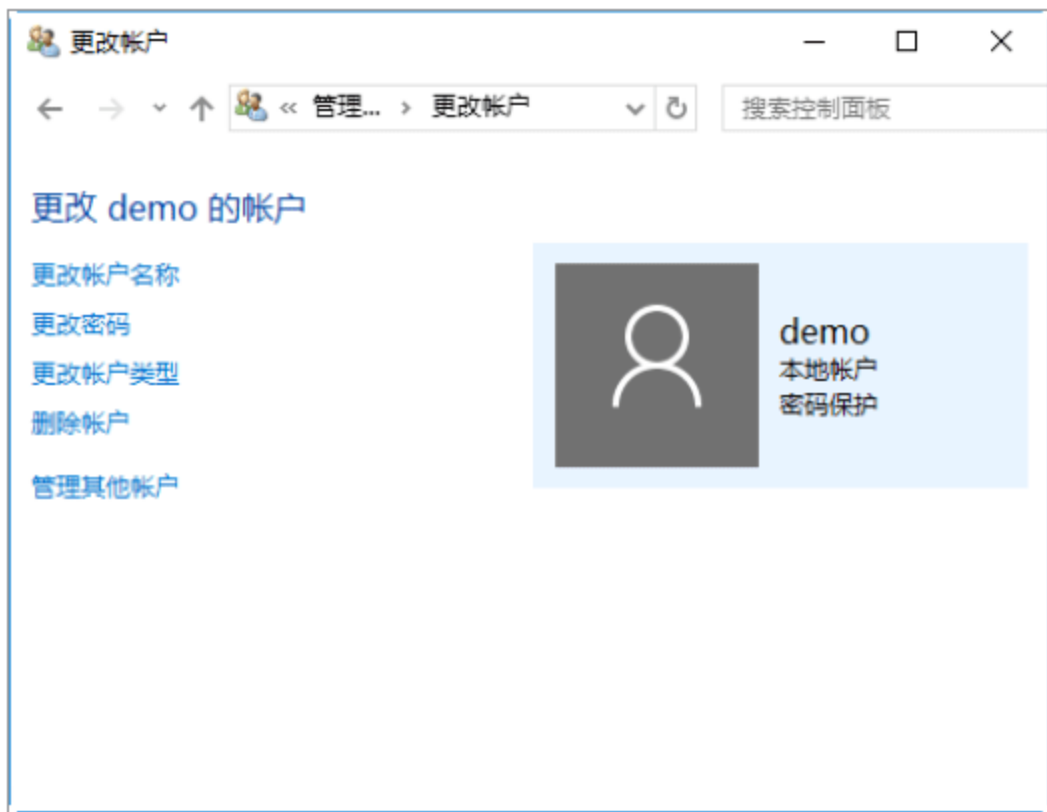 更改帐户
« 管理... › 更改帐户
搜索控制面板
更改 demo 的帐户
更改帐户名称
更改密码
更改帐户类型
删除帐户
管理其他帐户
demo
本地帐户
密码保护